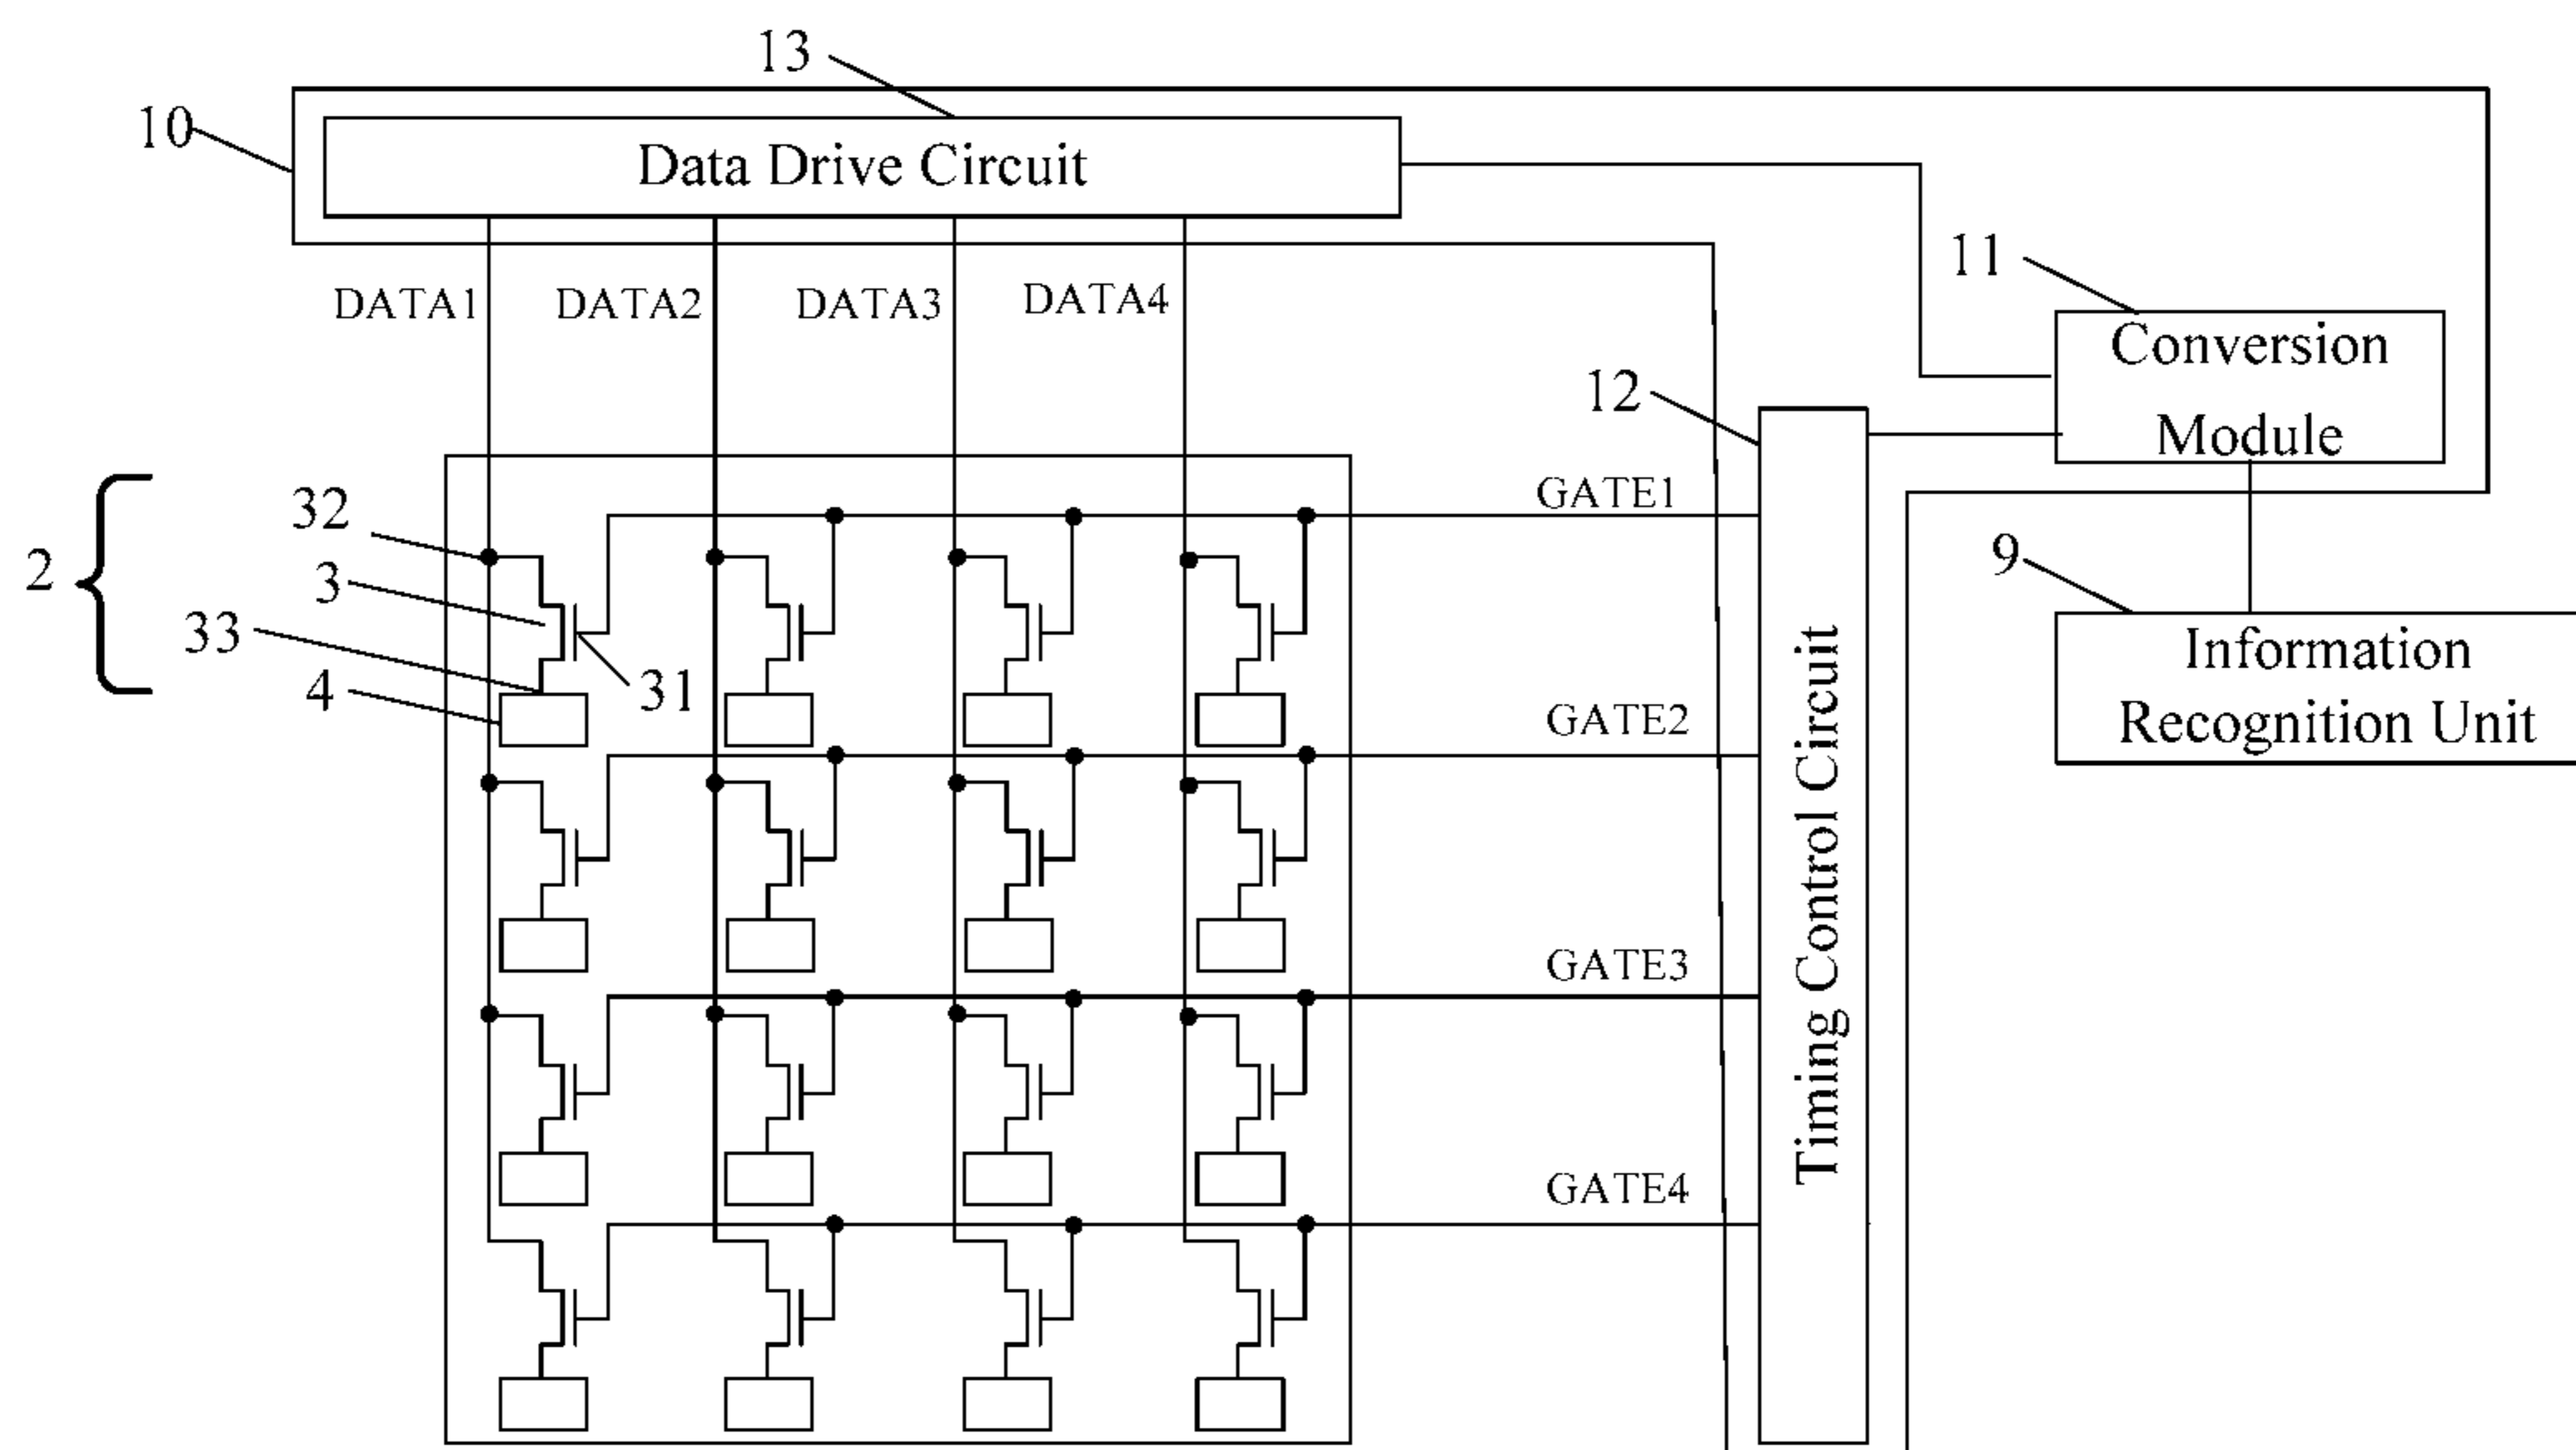 13
10
Data Drive Circuit
DATA1 DATA2 DATA3 DATA4
11
Conversion
Module
12
GATE1
2
32
3
33
4
31
9
Information
Recognition Unit
GATE2
Timing Control Circuit
GATE3
GATE4